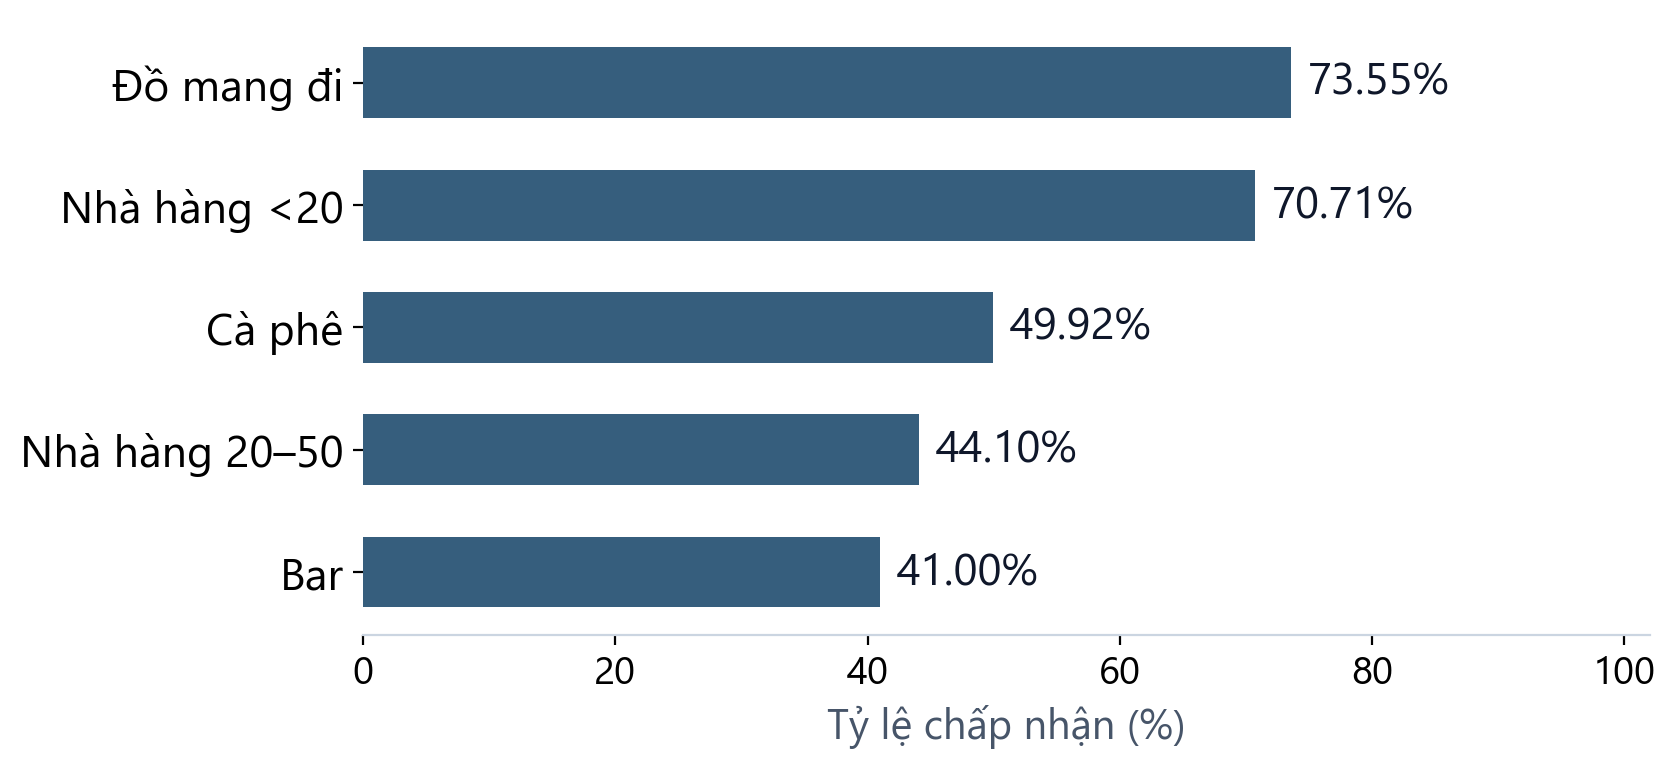 Đồ mang đi 73.55%
Nhà hàng <20 70.71%
Cà phê 49.92%
Nhà hàng 20–50 44.10%
Bar 41.00%
0 20 40 60 80 100
Tỷ lệ chấp nhận (%)